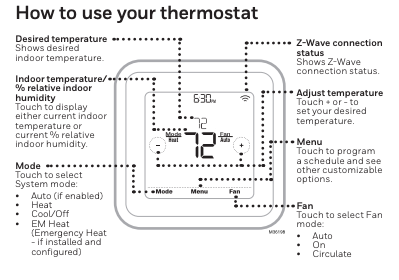 How to use your thermostat
Desired temperature
Shows desired
indoor temperature.
Indoor temperature/
% relative indoor
humidity
Touch to display
either current indoor
temperature or
current % relative
indoor humidity.
Mode
Touch to select
System mode:
• Auto (if enabled)
• Heat
• Cool/Off
• EM Heat
(Emergency Heat
- if installed and
configured)
6:30PM
72
Mode
Heat
72
Fan
Auto
−
+
Mode Menu Fan
M36198
Z-Wave connection
status
Shows Z-Wave
connection status.
Adjust temperature
Touch + or - to
set your desired
temperature.
Menu
Touch to program
a schedule and see
other customizable
options.
Fan
Touch to select Fan
mode:
• Auto
• On
• Circulate